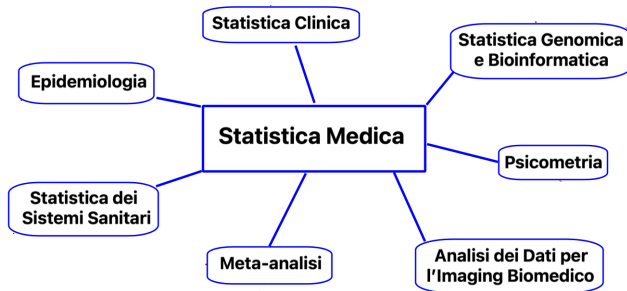 Statistica Clinica
Statistica Genomica
e Bioinformatica
Epidemiologia
Statistica Medica
Psicometria
Statistica dei
Sistemi Sanitari
Meta-analisi
Analisi dei Dati per
l’Imaging Biomedico